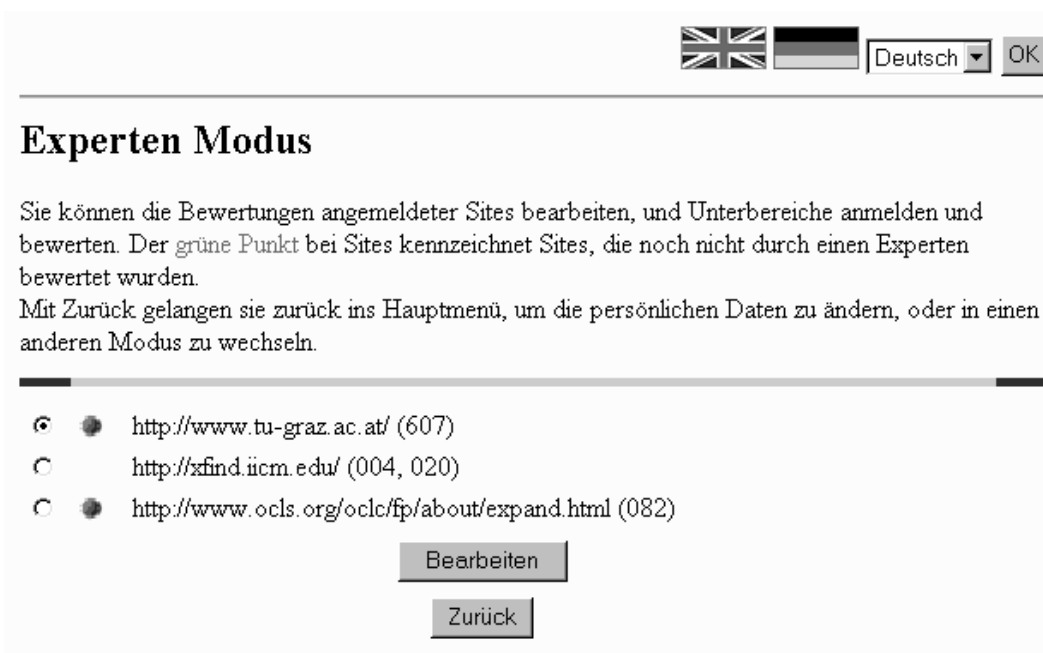 Deutsch OK
Experten Modus
Sie können die Bewertungen angemeldeter Sites bearbeiten, und Unterbereiche anmelden und
bewerten. Der grüne Punkt bei Sites kennzeichnet Sites, die noch nicht durch einen Experten
bewertet wurden.
Mit Zurück gelangen sie zurück ins Hauptmenü, um die persönlichen Daten zu ändern, oder in einen
anderen Modus zu wechseln.
http://www.tu-graz.ac.at/ (607)
http://xfind.iicm.edu/ (004, 020)
http://www.ocls.org/oclc/fp/about/expand.html (082)
Bearbeiten
Zurück